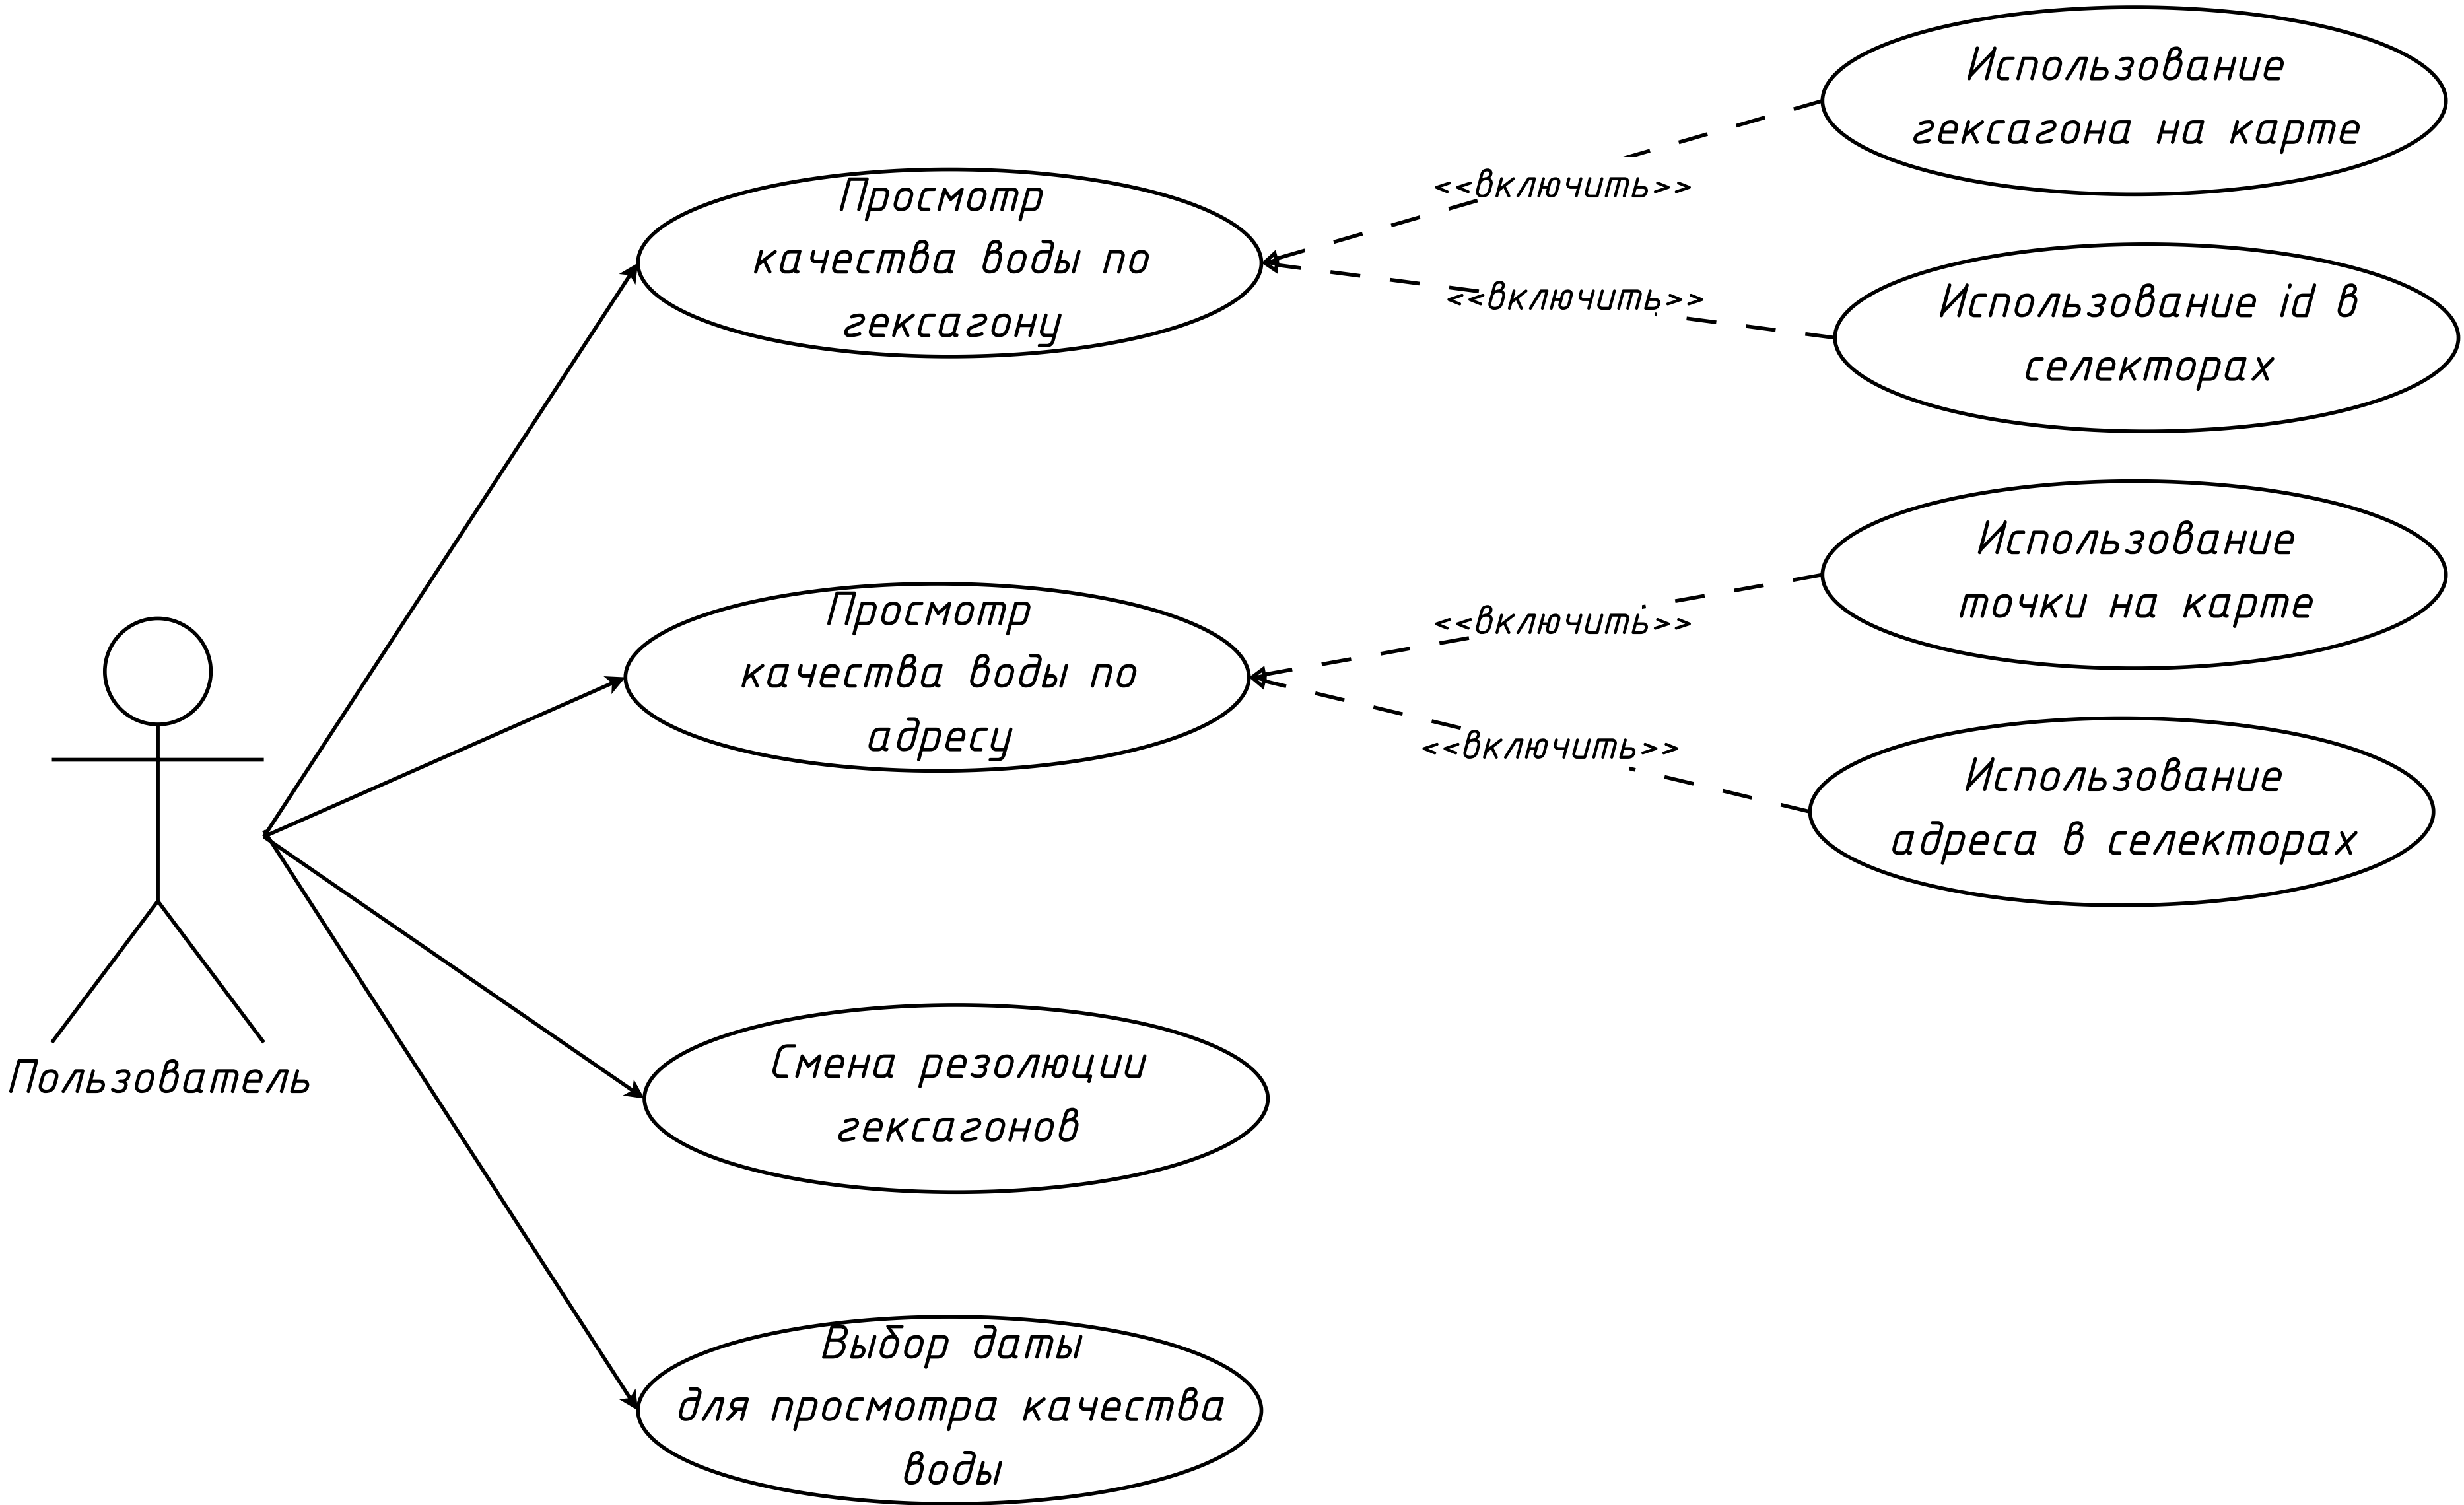 Использование
гексагона на карте
<<включить>>
Просмотр
качества воды по
гексагону
<<включить>>
Использование id в
селекторах
Использование
точки на карте
<<включить>>
Просмотр
качества воды по
адресу
<<включить>>
Использование
адреса в селекторах
Пользователь
Смена резолюции
гексагонов
Выбор даты
для просмотра качества
воды